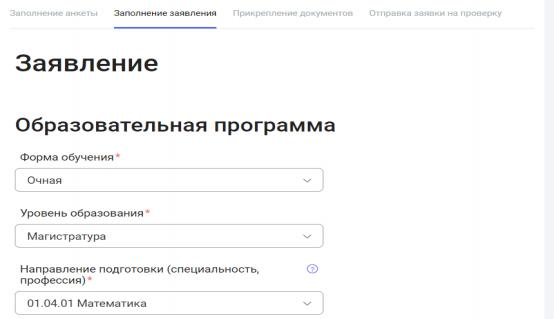 Заполнение анкеты Заполнение заявления Прикрепление документов Отправка заявки на проверку
Заявление
Образовательная программа
Форма обучения*
Очная
Уровень образования*
Магистратура
Направление подготовки (специальность, ?
профессия)*
01.04.01 Математика